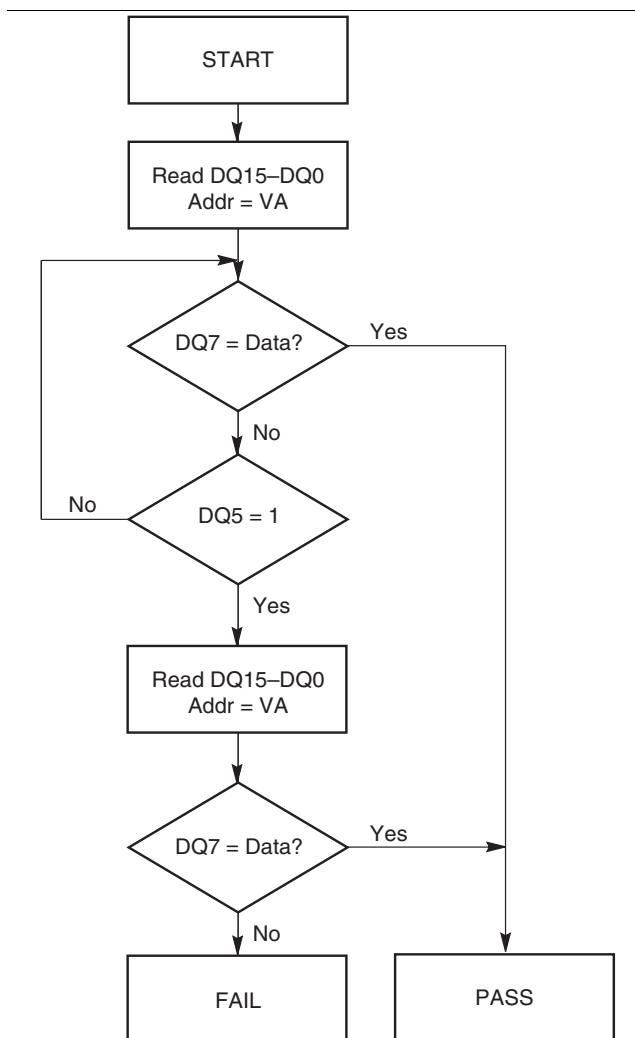 START
Read DQ15–DQ0
Addr = VA
DQ7 = Data?
Yes
No
No
DQ5 = 1
Yes
Read DQ15–DQ0
Addr = VA
DQ7 = Data?
Yes
No
FAIL
PASS